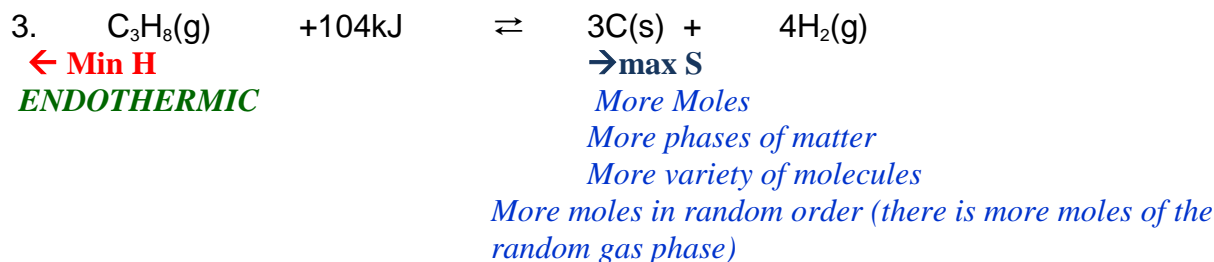 3. C₃H₈(g) +104kJ ⇄ 3C(s) + 4H₂(g)
← Min H →max S
ENDOTHERMIC More Moles
More phases of matter
More variety of molecules
More moles in random order (there is more moles of the
random gas phase)